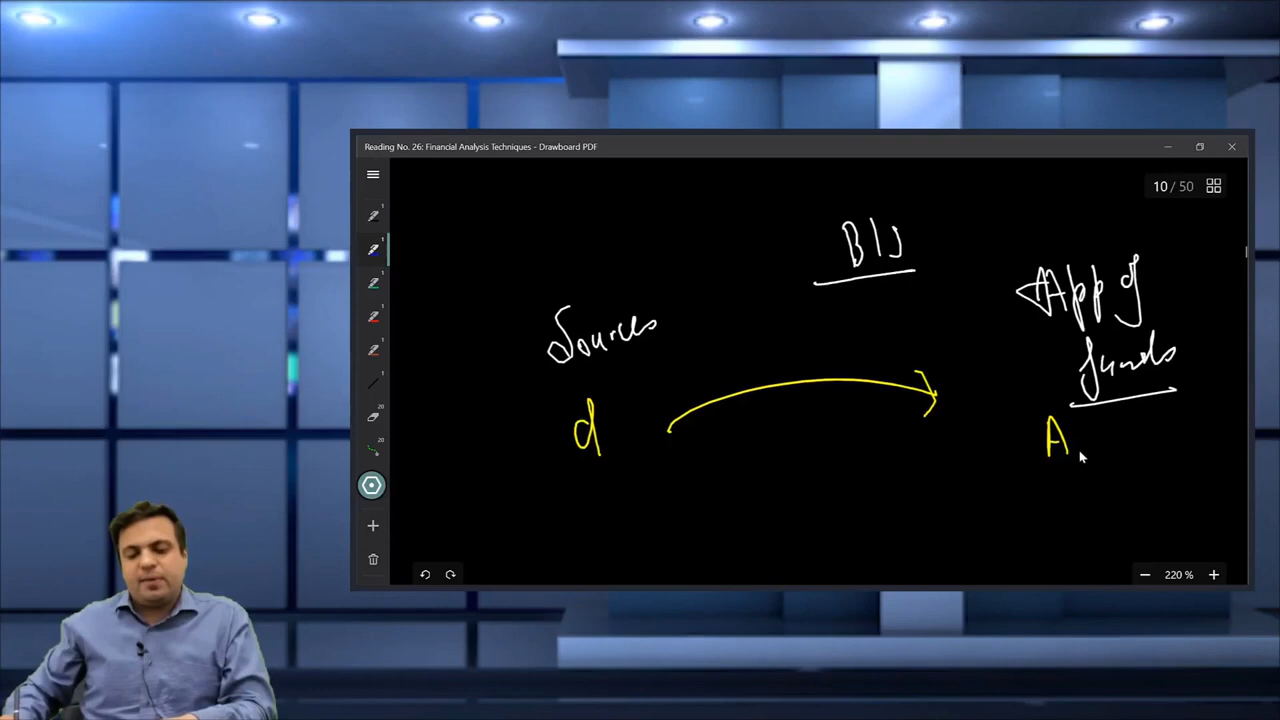 Reading No. 26: Financial Analysis Techniques - Drawboard PDF
10 / 50
B/S
App of
funds
Sources
d
A
220 %